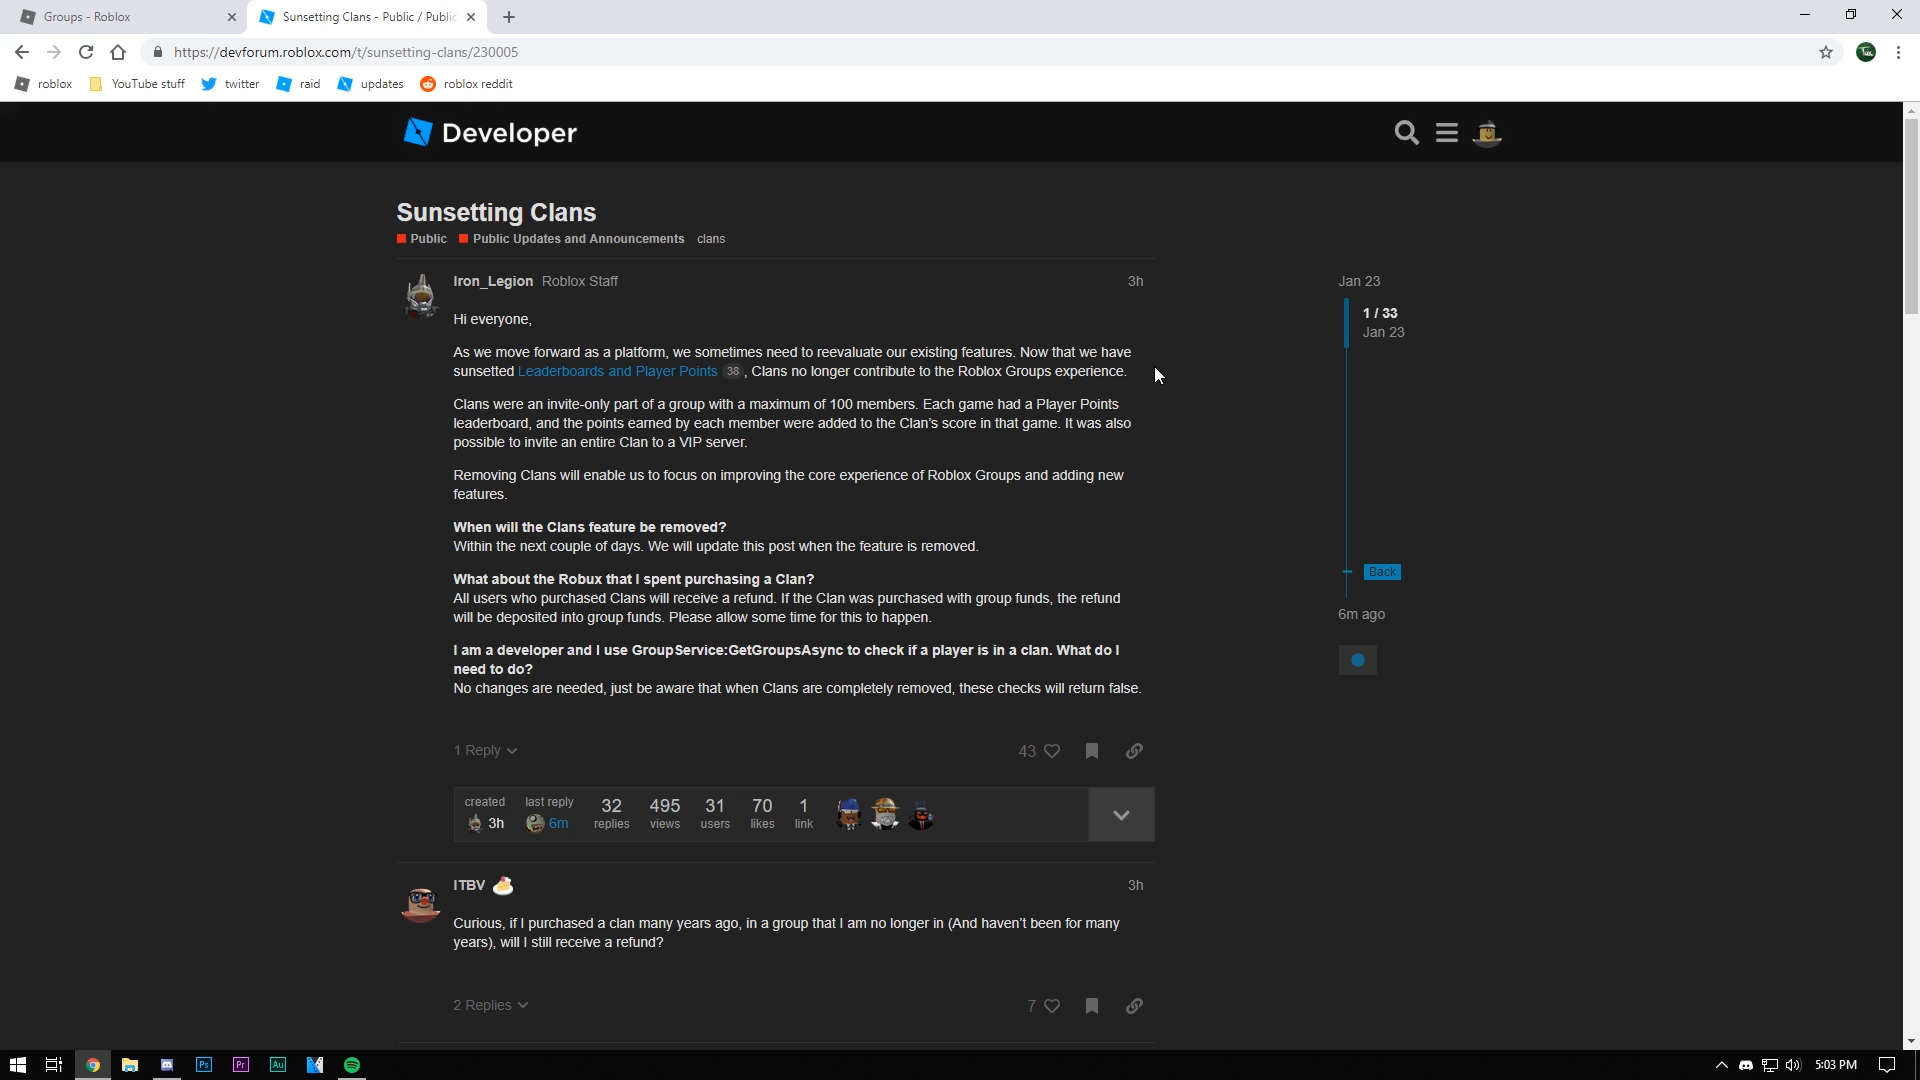 Groups - Roblox
Sunsetting Clans - Public / Public
https://devforum.roblox.com/t/sunsetting-clans/230005
roblox YouTube stuff twitter raid updates roblox reddit
Developer
Sunsetting Clans
Public Public Updates and Announcements clans
Iron_Legion Roblox Staff 3h
Hi everyone,
As we move forward as a platform, we sometimes need to reevaluate our existing features. Now that we have
sunsetted Leaderboards and Player Points 38 , Clans no longer contribute to the Roblox Groups experience.
Clans were an invite-only part of a group with a maximum of 100 members. Each game had a Player Points
leaderboard, and the points earned by each member were added to the Clan's score in that game. It was also
possible to invite an entire Clan to a VIP server.
Removing Clans will enable us to focus on improving the core experience of Roblox Groups and adding new
features.
When will the Clans feature be removed?
Within the next couple of days. We will update this post when the feature is removed.
What about the Robux that I spent purchasing a Clan?
All users who purchased Clans will receive a refund. If the Clan was purchased with group funds, the refund
will be deposited into group funds. Please allow some time for this to happen.
I am a developer and I use GroupService:GetGroupsAsync to check if a player is in a clan. What do I
need to do?
No changes are needed, just be aware that when Clans are completely removed, these checks will return false.
1 Reply 43
created last reply 32 495 31 70 1
3h 6m replies views users likes link
Jan 23
1 / 33
Jan 23
Back
6m ago
ITBV 3h
Curious, if I purchased a clan many years ago, in a group that I am no longer in (And haven't been for many
years), will I still receive a refund?
2 Replies 7
Ps Pr Au 5:03 PM